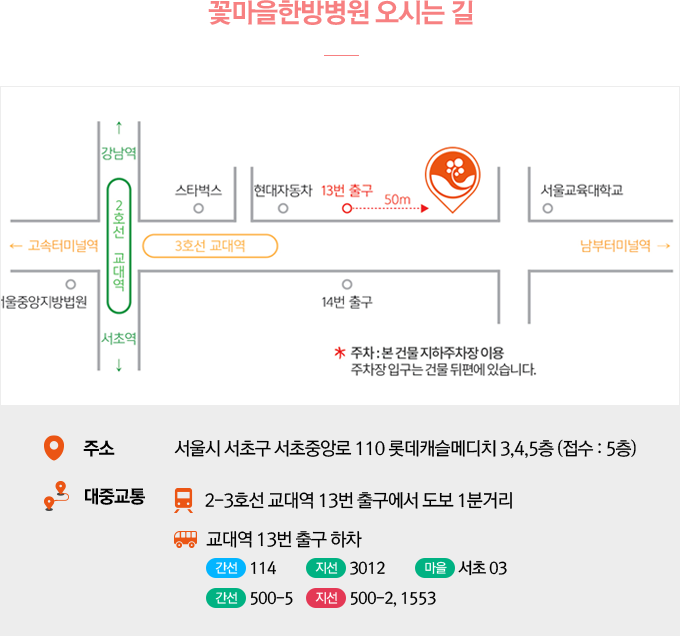 꽃마을한방병원 오시는 길
↑
강남역
스타벅스
현대자동차
13번 출구
50m
서울교육대학교
2호선 교대역
← 고속터미널역
3호선 교대역
남부터미널역 →
울중앙지방법원
14번 출구
서초역
↓
* 주차 : 본 건물 지하주차장 이용
주차장 입구는 건물 뒤편에 있습니다.
주소 서울시 서초구 서초중앙로 110 롯데캐슬메디치 3,4,5층 (접수 : 5층)
대중교통 2-3호선 교대역 13번 출구에서 도보 1분거리
교대역 13번 출구 하차
간선 114 지선 3012 마을 서초 03
간선 500-5 지선 500-2, 1553